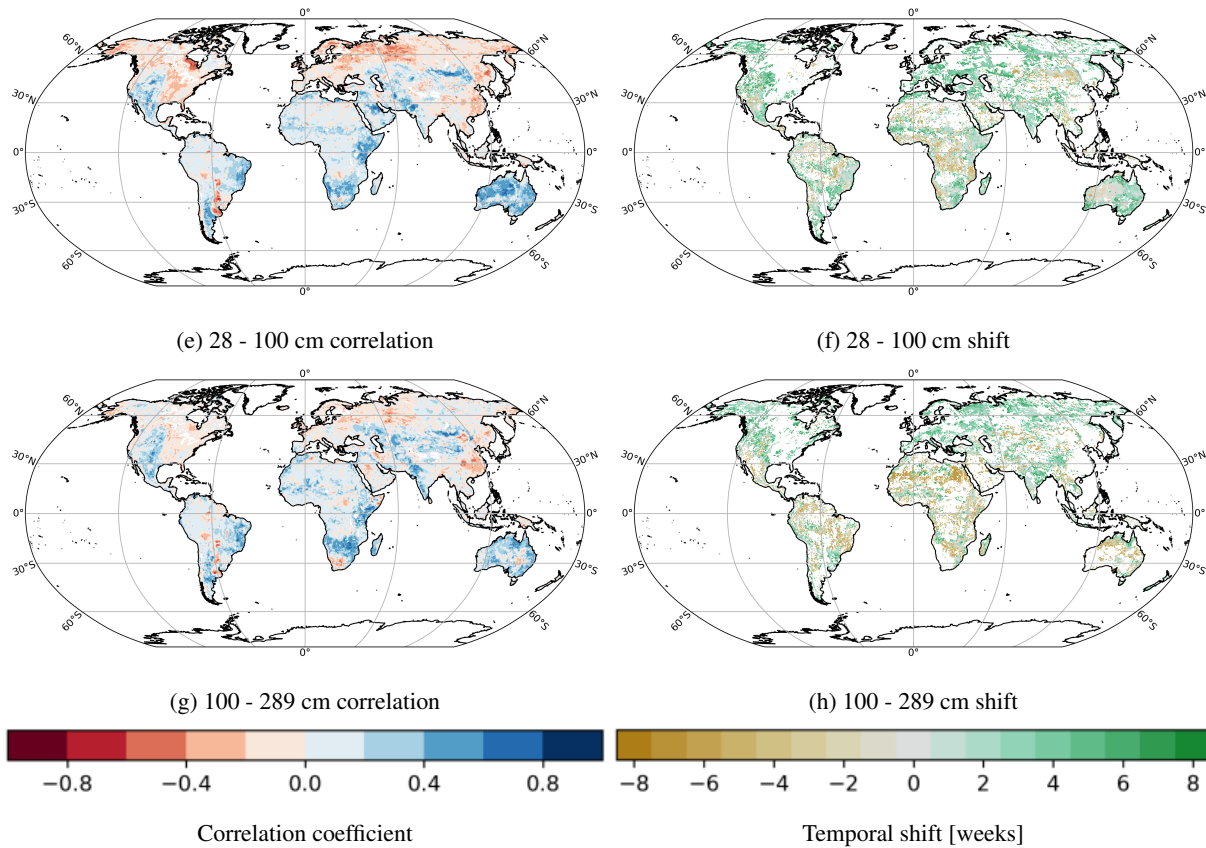 0°
0°
60°N 60°N 60°N 60°N
30°N 30°N 30°N 30°N
0° 0° 0° 0°
30°S 30°S 30°S 30°S
60°S 60°S 60°S 60°S
0° 0°
(e) 28 - 100 cm correlation (f) 28 - 100 cm shift
0° 0°
60°N 60°N 60°N 60°N
30°N 30°N 30°N 30°N
0° 0° 0° 0°
30°S 30°S 30°S 30°S
60°S 60°S 60°S 60°S
0° 0°
(g) 100 - 289 cm correlation (h) 100 - 289 cm shift
−0.8 −0.4 0.0 0.4 0.8 −8 −6 −4 −2 0 2 4 6 8
Correlation coefficient Temporal shift [weeks]